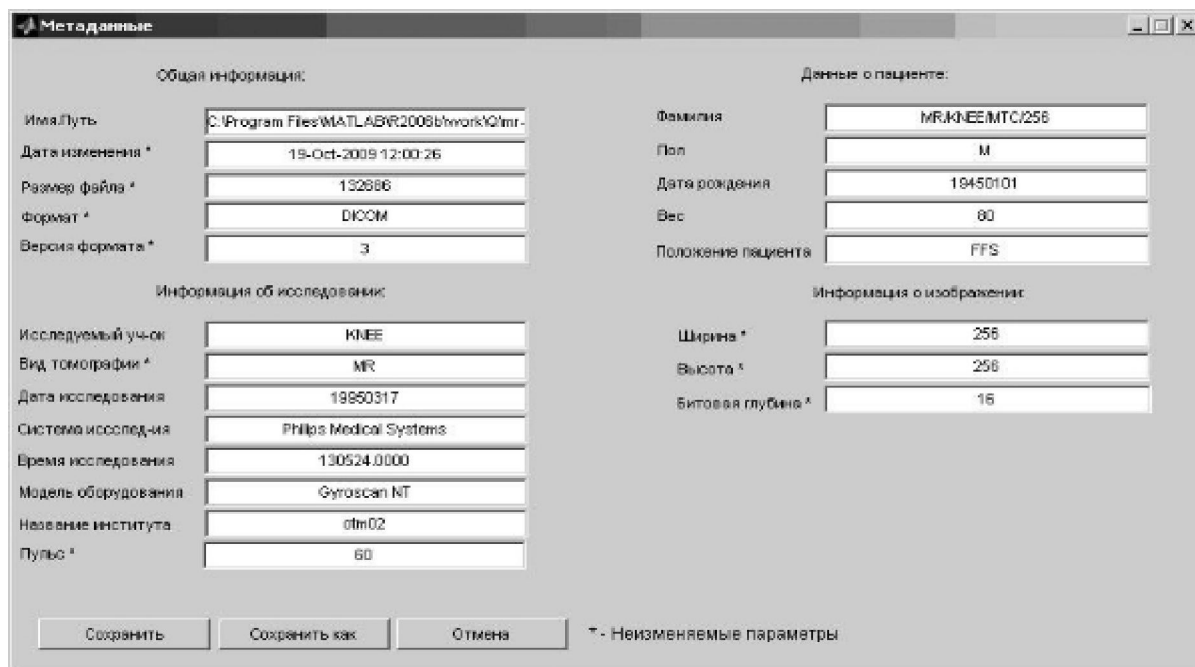 Метаданные
Общая информация:
Имя.Путь C:\Program Files\MATLAB\R2006b\work\IQ\mr-
Дата изменения * 19-Oct-2009 12:00:26
Размер файла * 132686
Формат * DICOM
Версия формата * 3
Информация об исследовании:
Исследуемый уч-ок KNEE
Вид томографии * MR
Дата исследования 19950317
Система иссслед-ия Philips Medical Systems
Время исследования 130524.0000
Модель оборудования Gyroscan NT
Название института
Пульс * 60
Данные о пациенте:
Фамилия MR/KNEE/MTC/256
Пол M
Дата рождения 19450101
Вес 80
Положение пациента FFS
Информация о изображении:
Ширина * 256
Высота * 256
Битовая глубина * 16
Сохранить Сохранить как Отмена * - Неизменяемые параметры